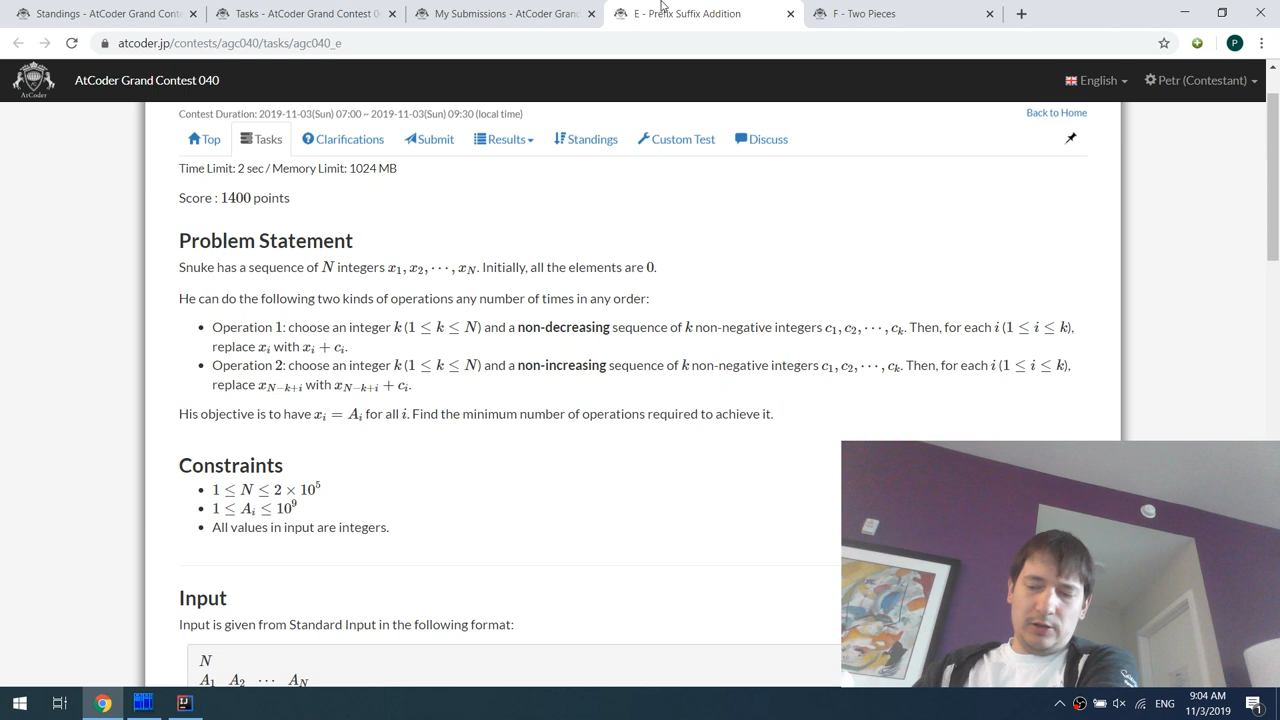 Standings - AtCoder Grand Contest
Tasks - AtCoder Grand Contest 0
My Submissions - AtCoder Grand
E - Prefix Suffix Addition
F - Two Pieces
atcoder.jp/contests/agc040/tasks/agc040_e
P
AtCoder
AtCoder Grand Contest 040
English
Petr (Contestant)
Contest Duration: 2019-11-03(Sun) 07:00 ~ 2019-11-03(Sun) 09:30 (local time)
Back to Home
Top
Tasks
Clarifications
Submit
Results
Standings
Custom Test
Discuss
Time Limit: 2 sec / Memory Limit: 1024 MB
Score : 1400 points
Problem Statement
Snuke has a sequence of N integers x1, x2, ⋯, xN. Initially, all the elements are 0.
He can do the following two kinds of operations any number of times in any order:
• Operation 1: choose an integer k (1 ≤ k ≤ N) and a non-decreasing sequence of k non-negative integers c1, c2, ⋯, ck. Then, for each i (1 ≤ i ≤ k),
replace xi with xi + ci.
• Operation 2: choose an integer k (1 ≤ k ≤ N) and a non-increasing sequence of k non-negative integers c1, c2, ⋯, ck. Then, for each i (1 ≤ i ≤ k),
replace xN−k+i with xN−k+i + ci.
His objective is to have xi = Ai for all i. Find the minimum number of operations required to achieve it.
Constraints
• 1 ≤ N ≤ 2 × 10^5
• 1 ≤ Ai ≤ 10^9
• All values in input are integers.
Input
Input is given from Standard Input in the following format:
N
A1 A2 ⋯ AN
ENG
9:04 AM
11/3/2019
1